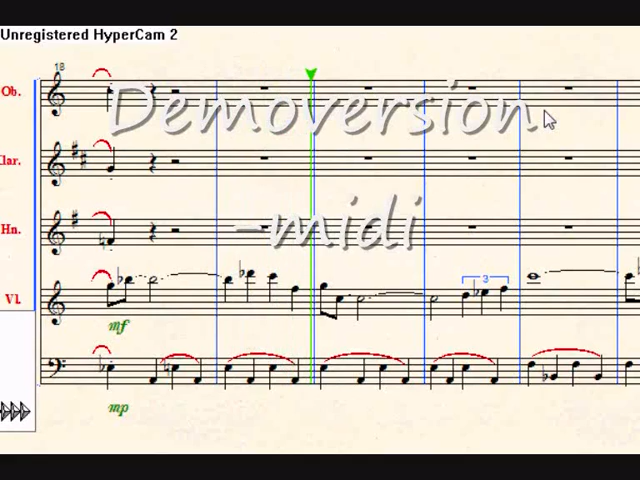 Unregistered HyperCam 2
18
Ob.
Demoversion
Clar.
Hn.
-midi
3
Vl.
mf
mp